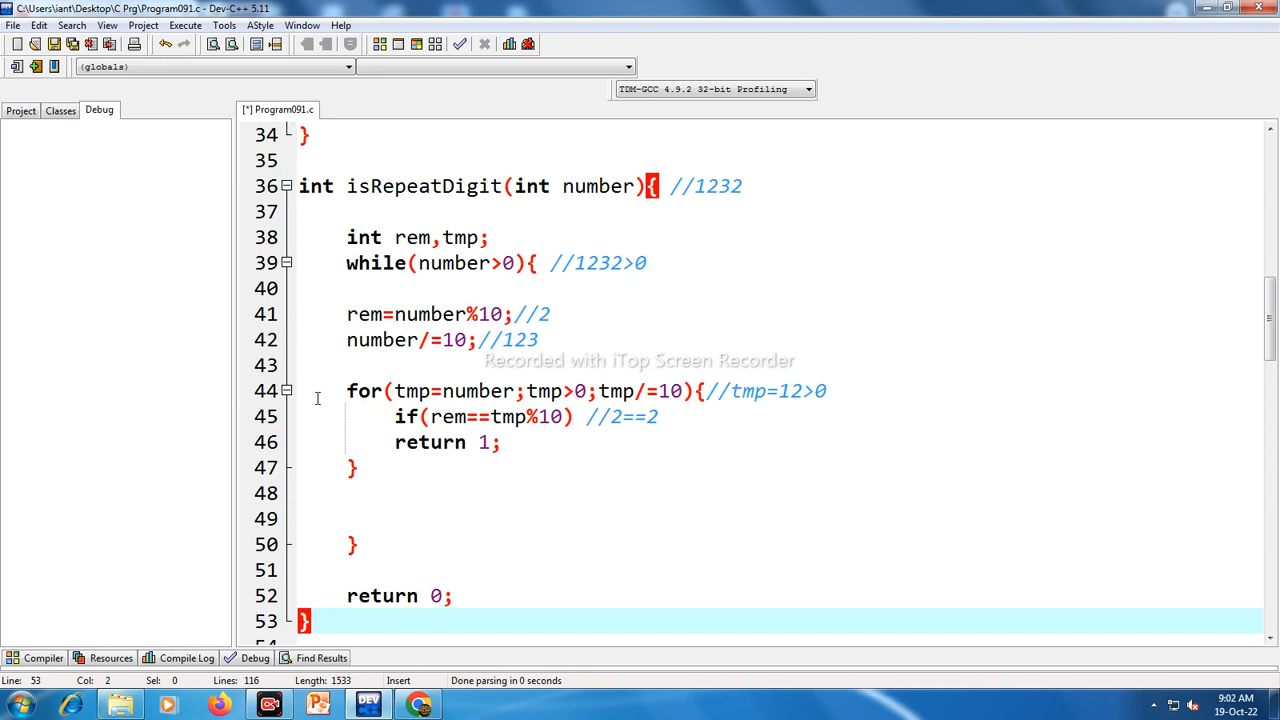 C:\Users\iant\Desktop\C Prg\Program091.c - Dev-C++ 5.11
File Edit Search View Project Execute Tools AStyle Window Help
(globals)
TDM-GCC 4.9.2 32-bit Profiling
Project Classes Debug
[*] Program091.c
34 }
35
36 int isRepeatDigit(int number){ //1232
37
38 int rem,tmp;
39 while(number>0){ //1232>0
40
41 rem=number%10;//2
42 number/=10;//123
Recorded with iTop Screen Recorder
43
44 for(tmp=number;tmp>0;tmp/=10){//tmp=12>0
45 if(rem==tmp%10) //2==2
46 return 1;
47 }
48
49
50 }
51
52 return 0;
53 }
Compiler Resources Compile Log Debug Find Results
Line: 53 Col: 2 Sel: 0 Lines: 116 Length: 1533 Insert Done parsing in 0 seconds
DEV
9:02 AM
19-Oct-22